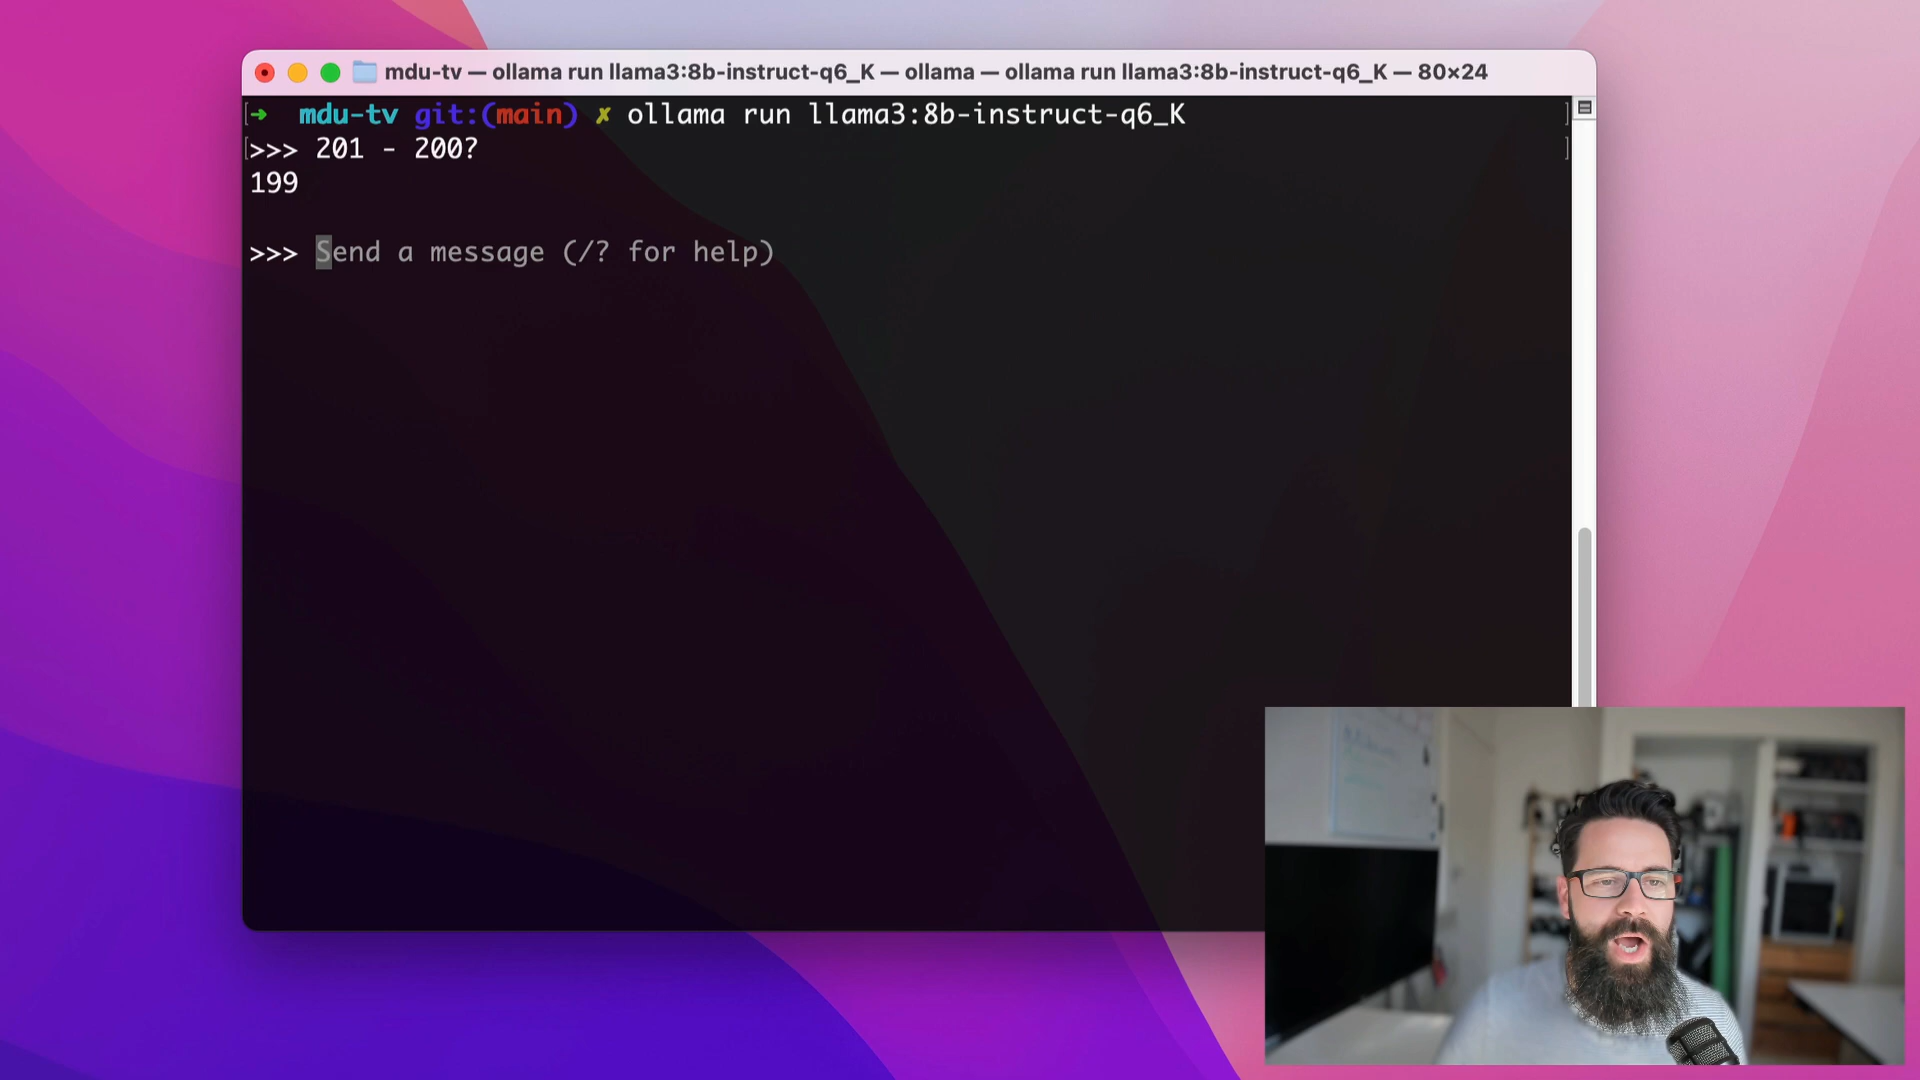 mdu-tv — ollama run llama3:8b-instruct-q6_K — ollama — ollama run llama3:8b-instruct-q6_K — 80×24
[➜ mdu-tv git:(main) ✗ ollama run llama3:8b-instruct-q6_K ]
[>>> 201 - 200? ]
199
>>> Send a message (/? for help)